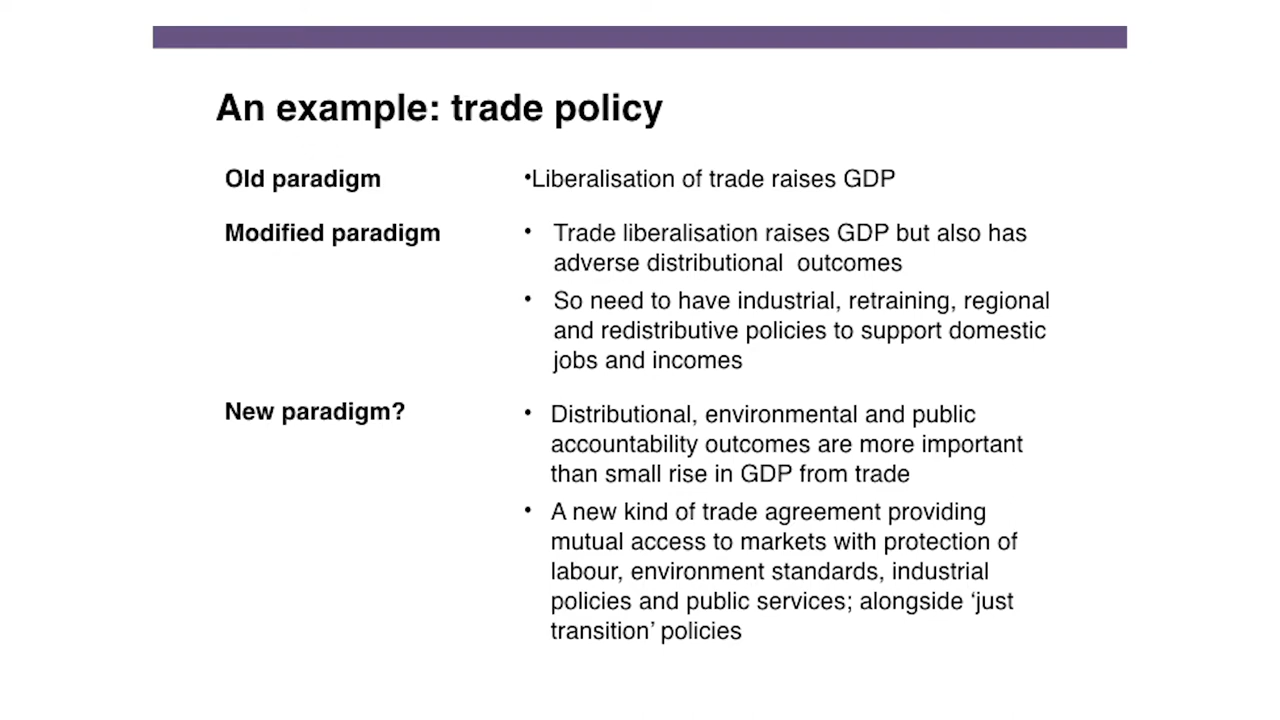 An example: trade policy
Old paradigm
•Liberalisation of trade raises GDP
Modified paradigm
• Trade liberalisation raises GDP but also has
adverse distributional  outcomes
• So need to have industrial, retraining, regional
and redistributive policies to support domestic
jobs and incomes
New paradigm?
• Distributional, environmental and public
accountability outcomes are more important
than small rise in GDP from trade
• A new kind of trade agreement providing
mutual access to markets with protection of
labour, environment standards, industrial
policies and public services; alongside ‘just
transition’ policies